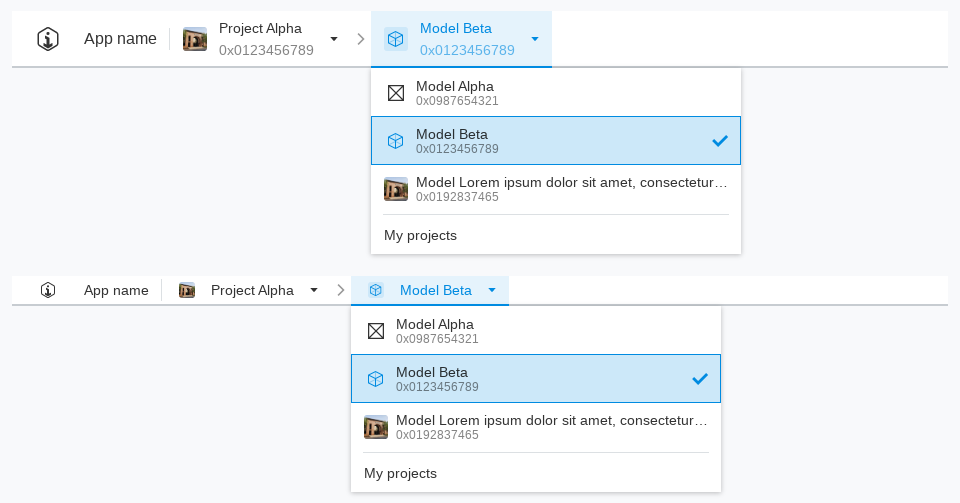 App name
Project Alpha
0x0123456789
Model Beta
0x0123456789
Model Alpha
0x0987654321
Model Beta
0x0123456789
Model Lorem ipsum dolor sit amet, consectetur…
0x0192837465
My projects
App name
Project Alpha
Model Beta
Model Alpha
0x0987654321
Model Beta
0x0123456789
Model Lorem ipsum dolor sit amet, consectetur…
0x0192837465
My projects